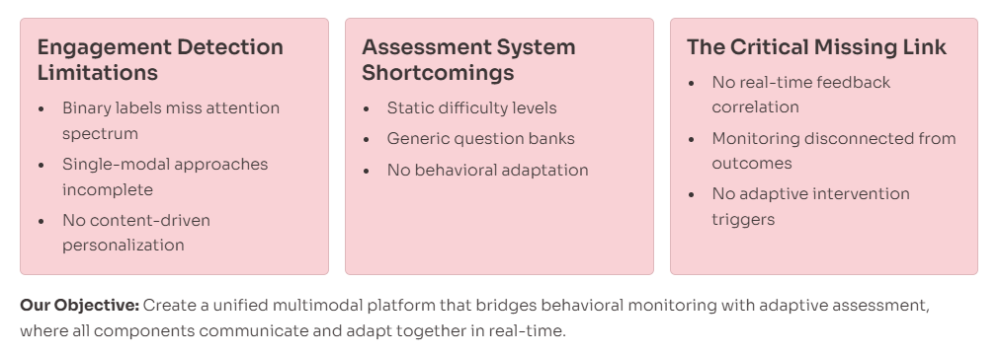 Engagement Detection
Limitations
• Binary labels miss attention
spectrum
• Single-modal approaches
incomplete
• No content-driven
personalization
Assessment System
Shortcomings
• Static difficulty levels
• Generic question banks
• No behavioral adaptation
The Critical Missing Link
• No real-time feedback
correlation
• Monitoring disconnected from
outcomes
• No adaptive intervention
triggers
Our Objective: Create a unified multimodal platform that bridges behavioral monitoring with adaptive assessment,
where all components communicate and adapt together in real-time.